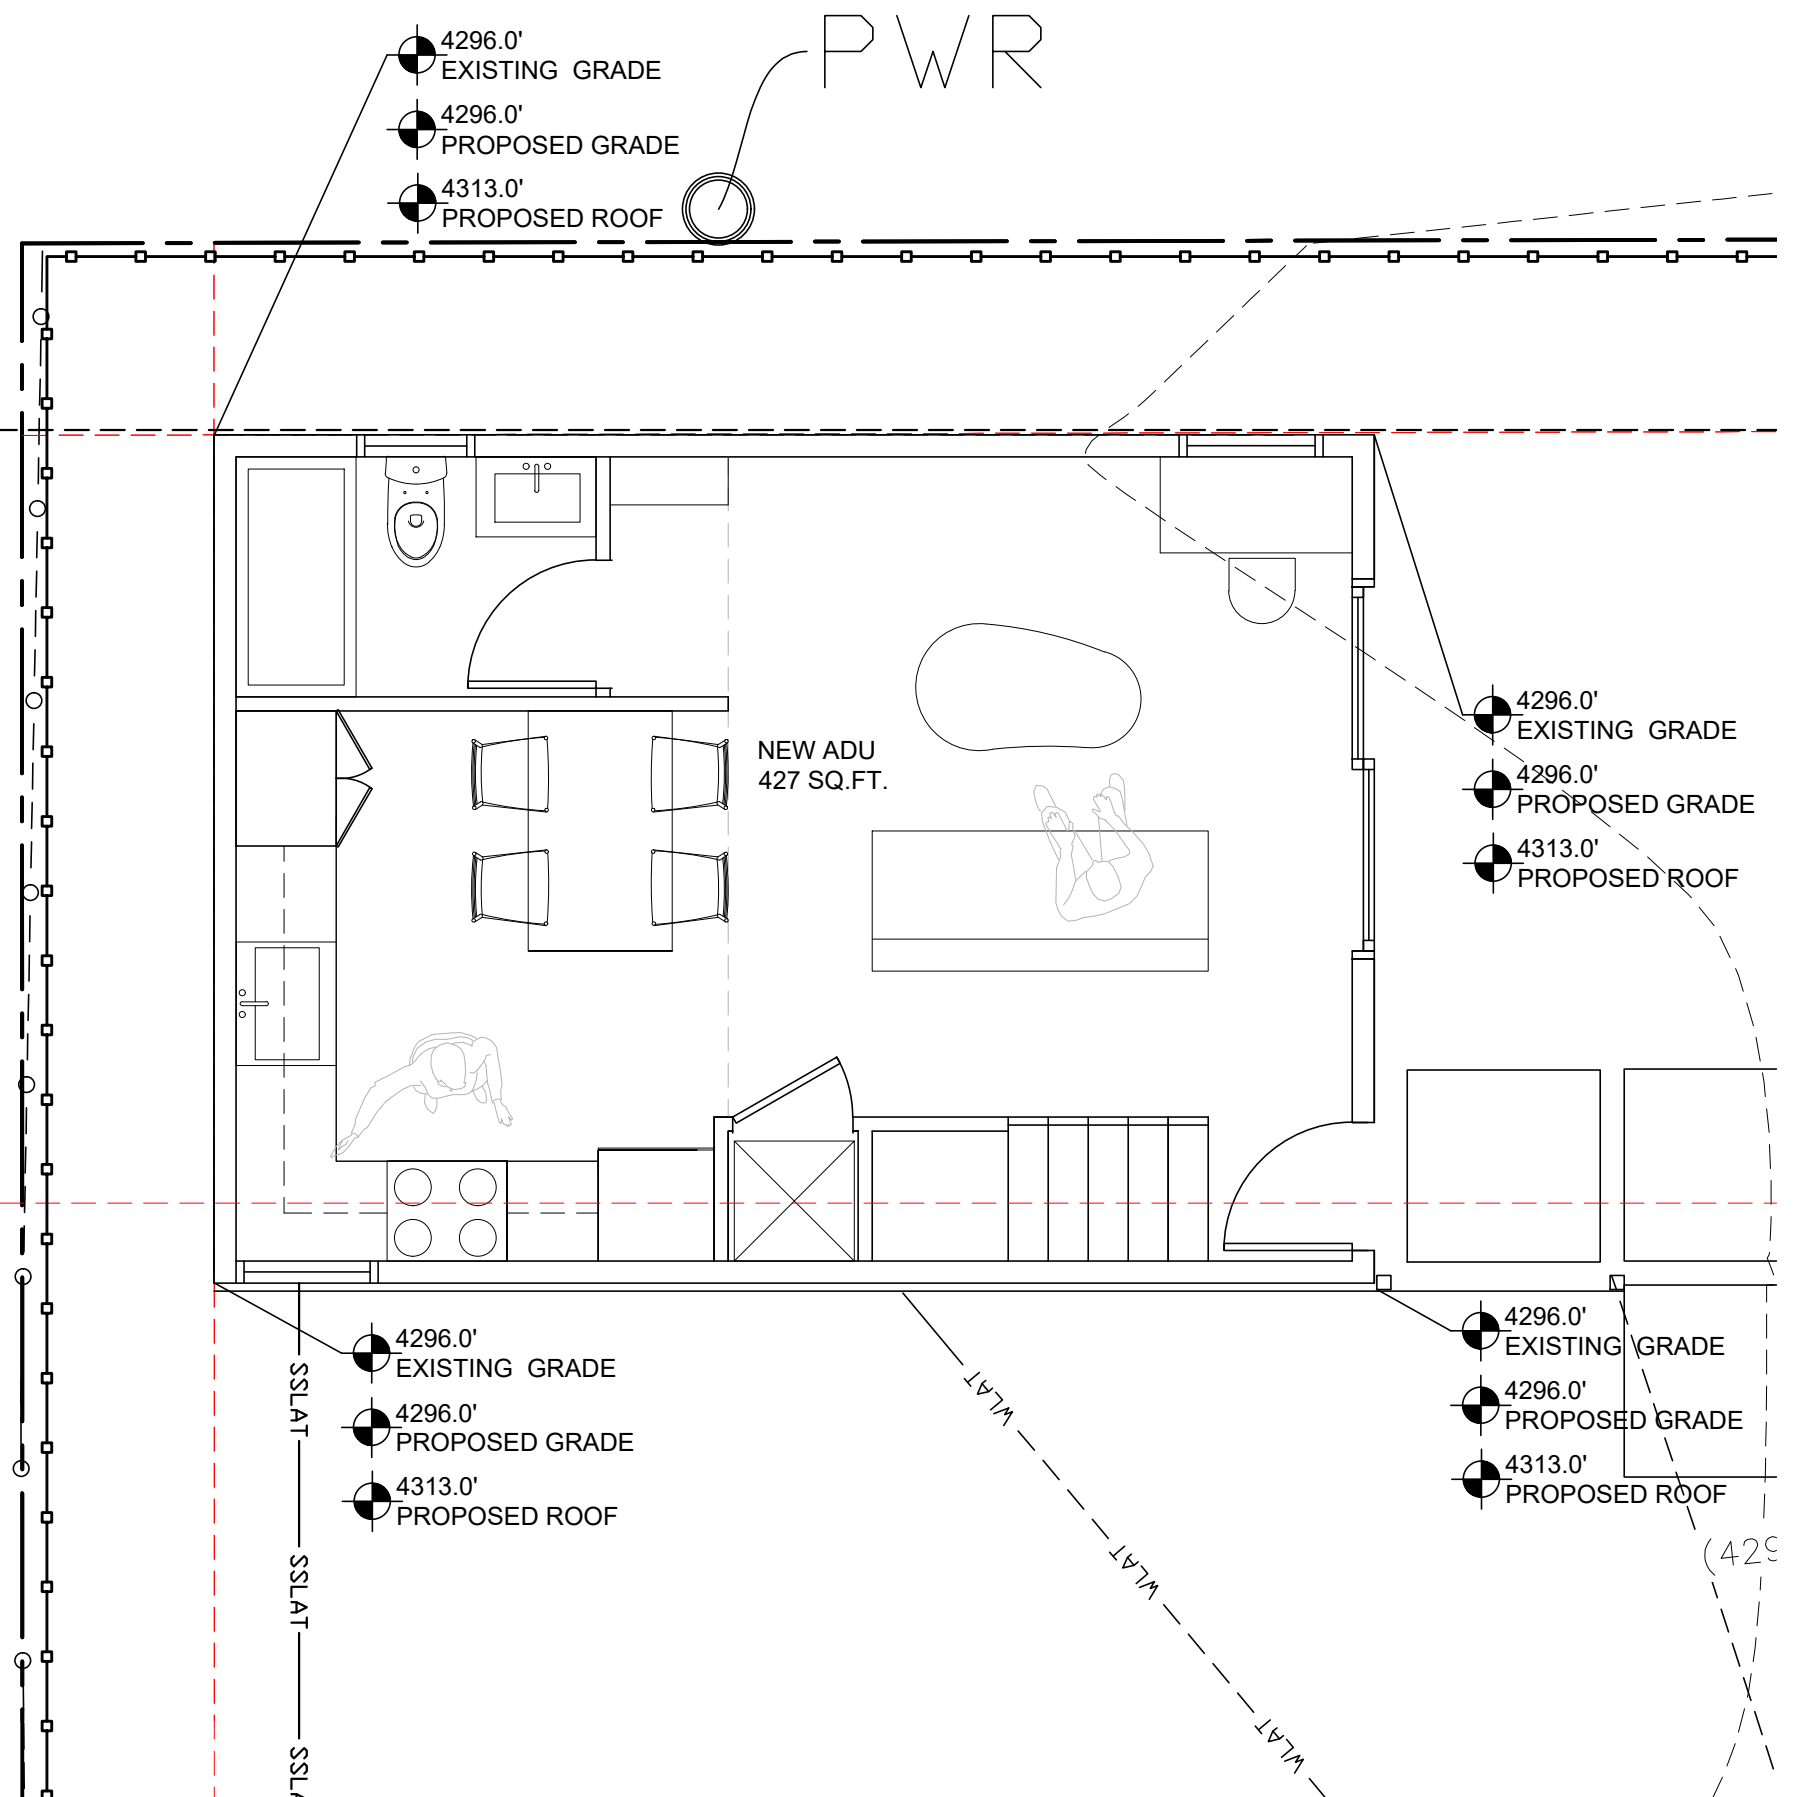 PWR
4296.0'
EXISTING GRADE
4296.0'
PROPOSED GRADE
4313.0'
PROPOSED ROOF
NEW ADU
427 SQ.FT.
4296.0'
EXISTING GRADE
4296.0'
PROPOSED GRADE
4313.0'
PROPOSED ROOF
4296.0'
EXISTING GRADE
4296.0'
PROPOSED GRADE
4313.0'
PROPOSED ROOF
4296.0'
EXISTING GRADE
4296.0'
PROPOSED GRADE
4313.0'
PROPOSED ROOF
SSLAT
SSLAT
SSLA
WLAT
WLAT
WLAT
(429